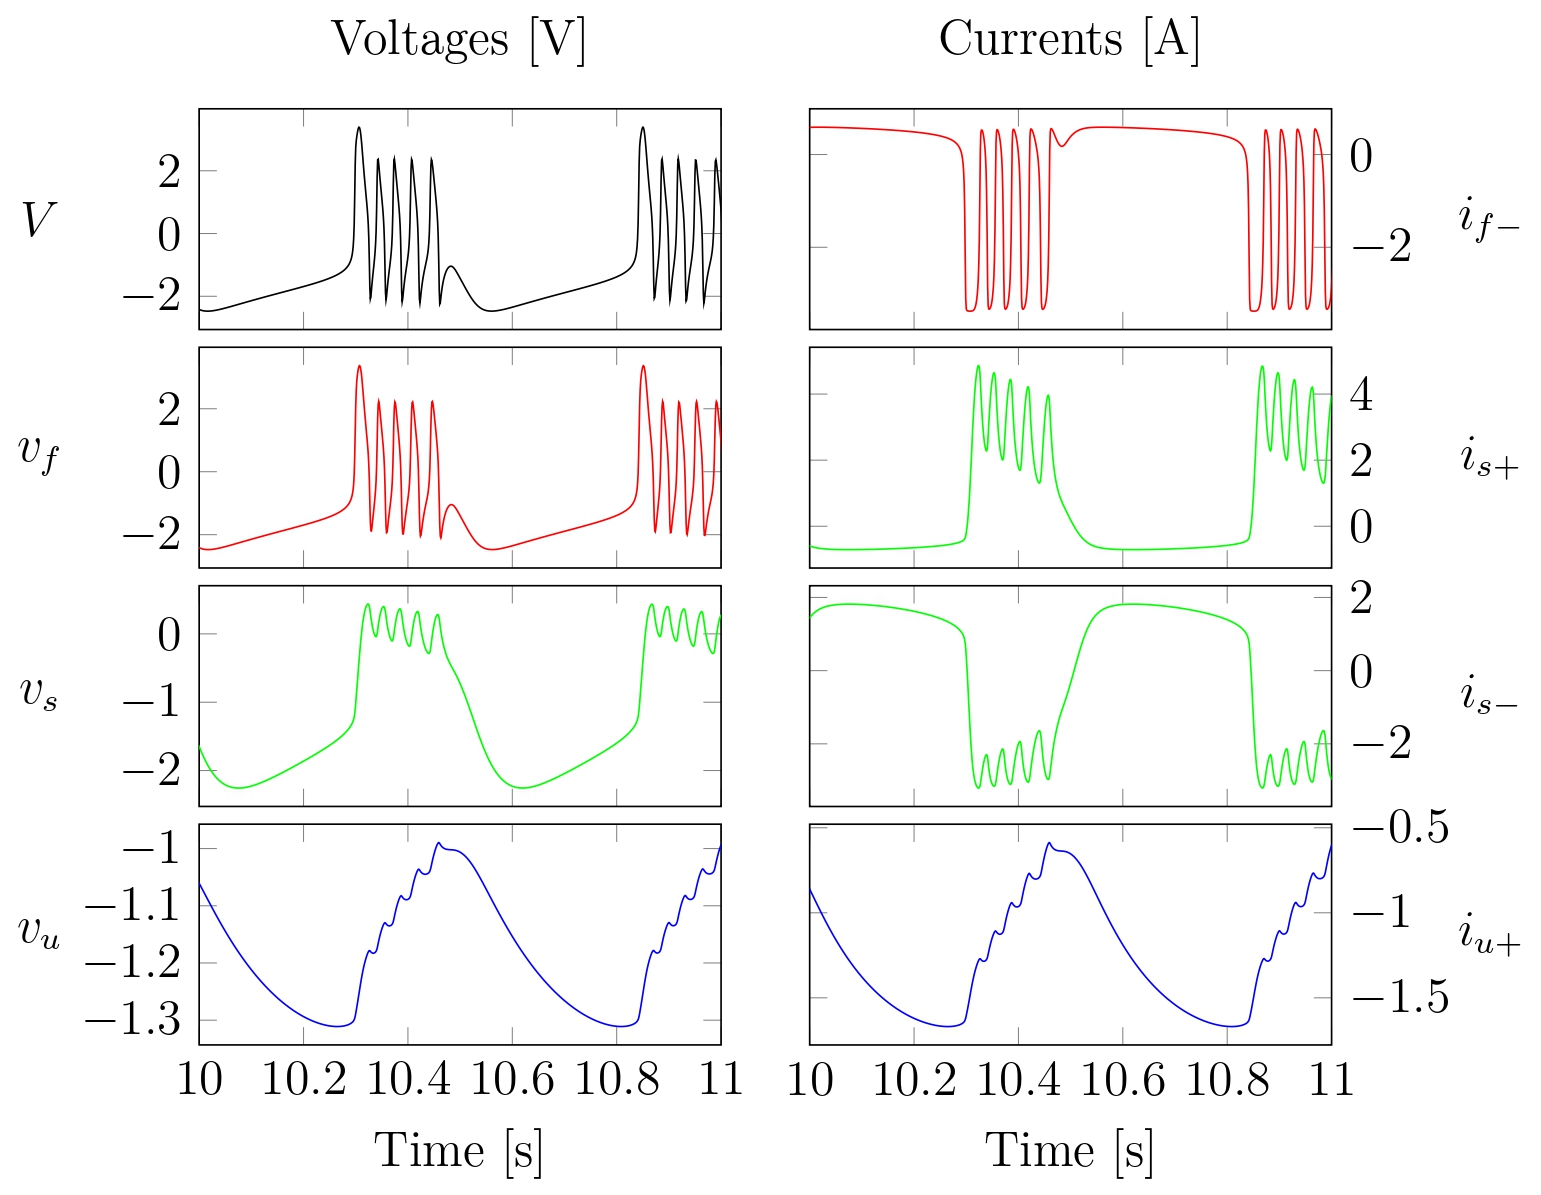 Voltages [V] Currents [A]
V 2 0 −2 0 −2 i_{f−}
v_f 2 0 −2 4 2 0 i_{s+}
v_s 0 −1 −2 2 0 −2 i_{s−}
v_u −1 −1.1 −1.2 −1.3 −0.5 −1 −1.5 i_{u+}
10 10.2 10.4 10.6 10.8 11 10 10.2 10.4 10.6 10.8 11
Time [s] Time [s]